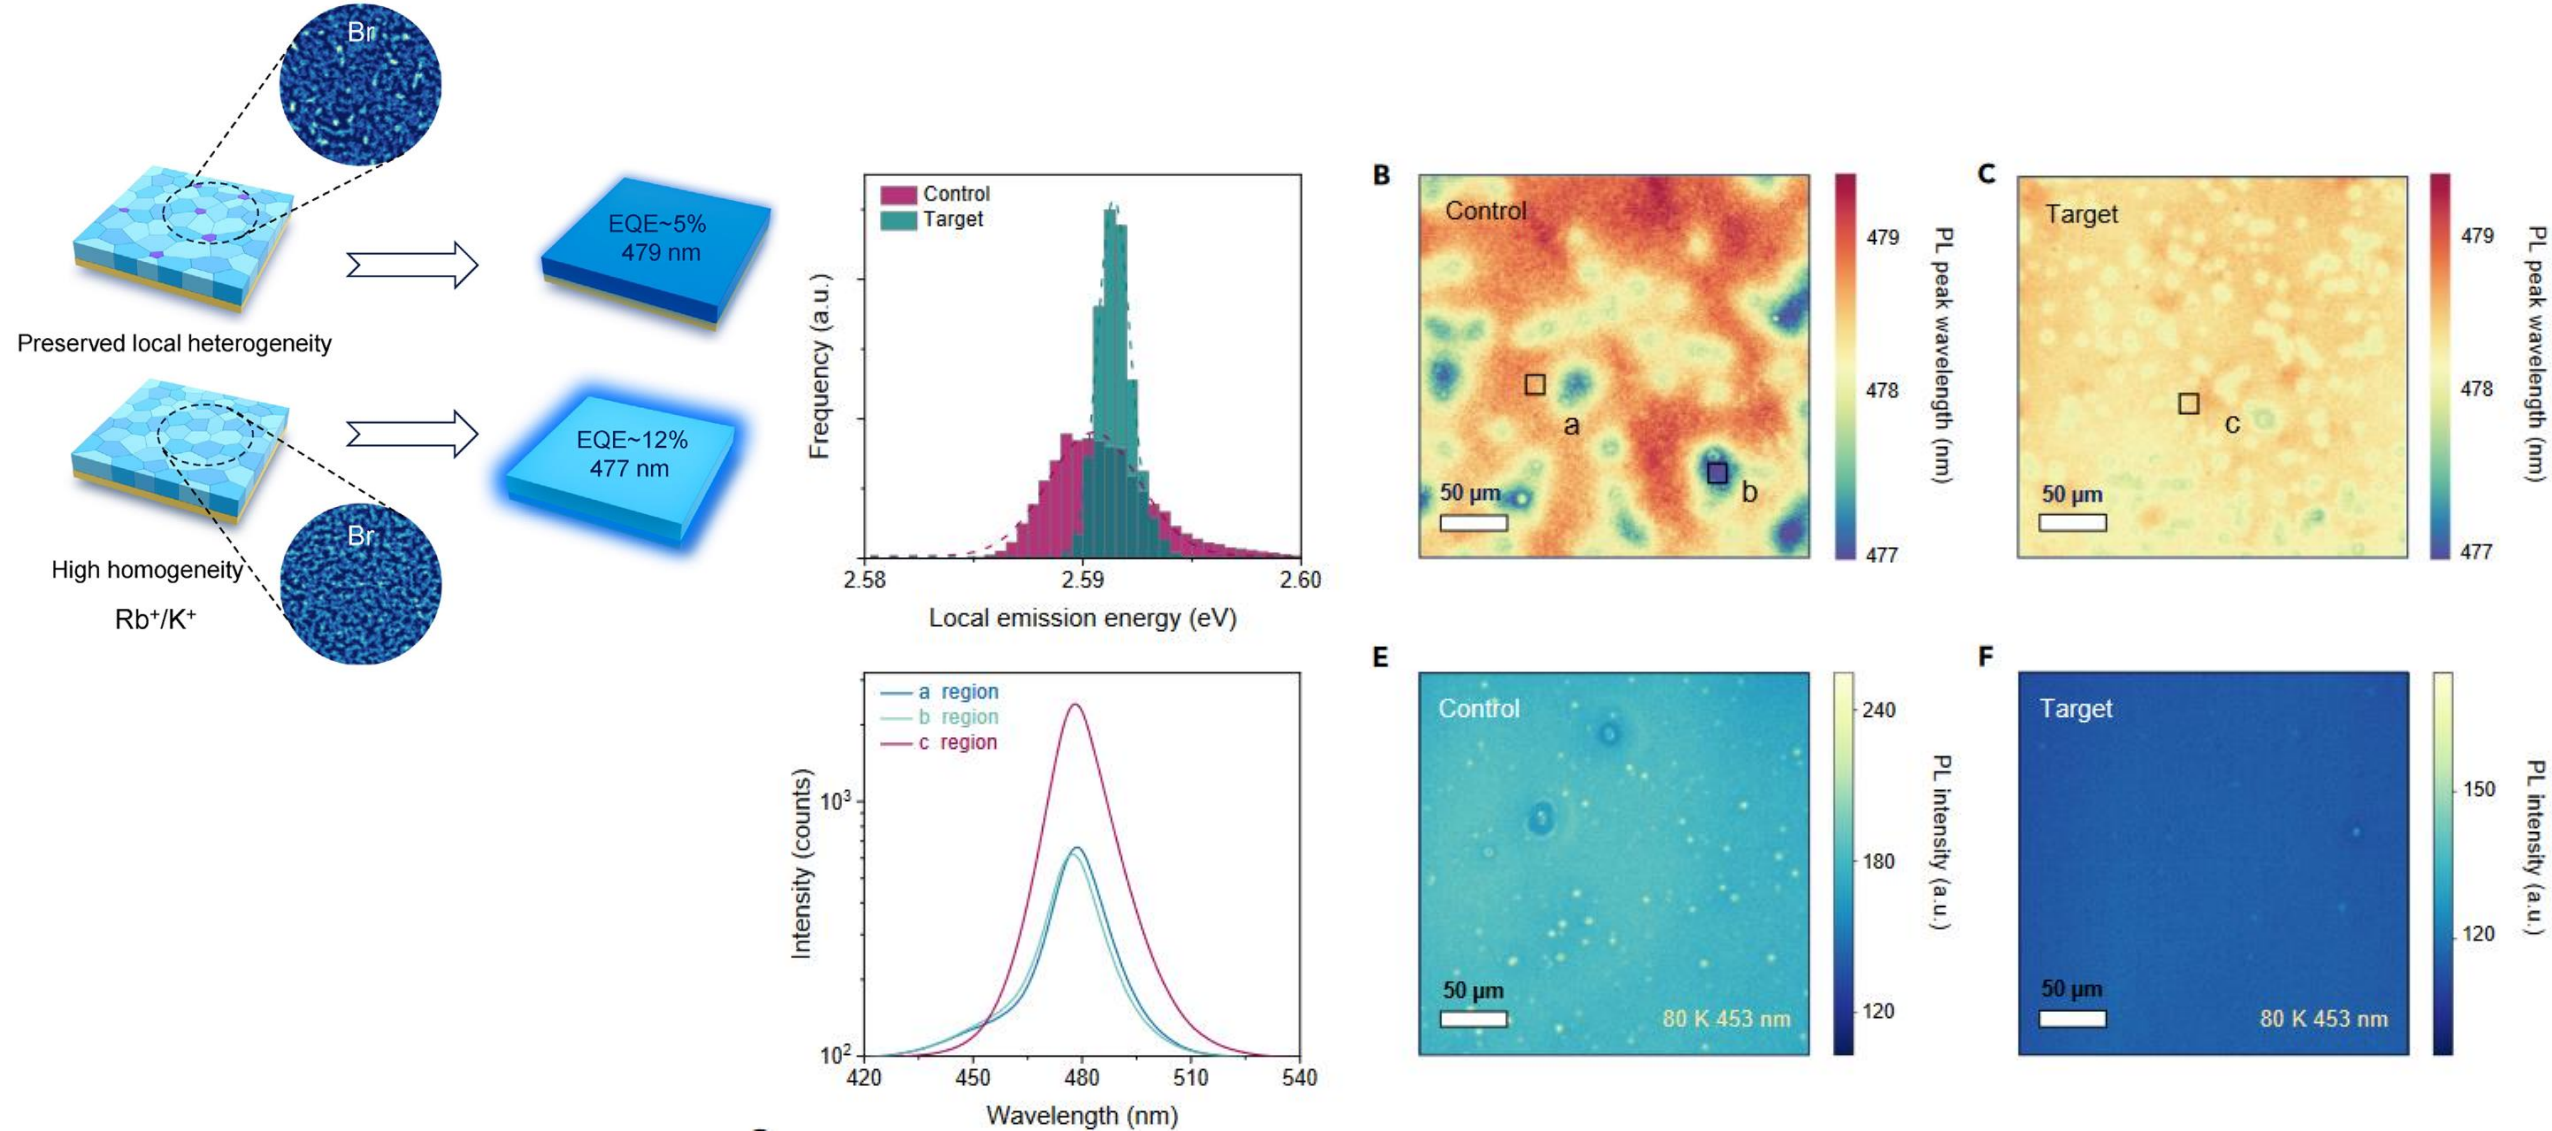 Br
EQE~5%
479 nm
Preserved local heterogeneity
EQE~12%
477 nm
Br
High homogeneity
Rb⁺/K⁺
Control
Target
Frequency (a.u.)
2.58
2.59
2.60
Local emission energy (eV)
B
Control
a
b
50 µm
479
478
477
PL peak wavelength (nm)
C
Target
c
50 µm
479
478
477
PL peak wavelength (nm)
a region
b region
c region
10³
10²
Intensity (counts)
420
450
480
510
540
Wavelength (nm)
E
Control
50 µm
80 K 453 nm
240
180
120
PL intensity (a.u.)
F
Target
50 µm
80 K 453 nm
150
120
PL intensity (a.u.)